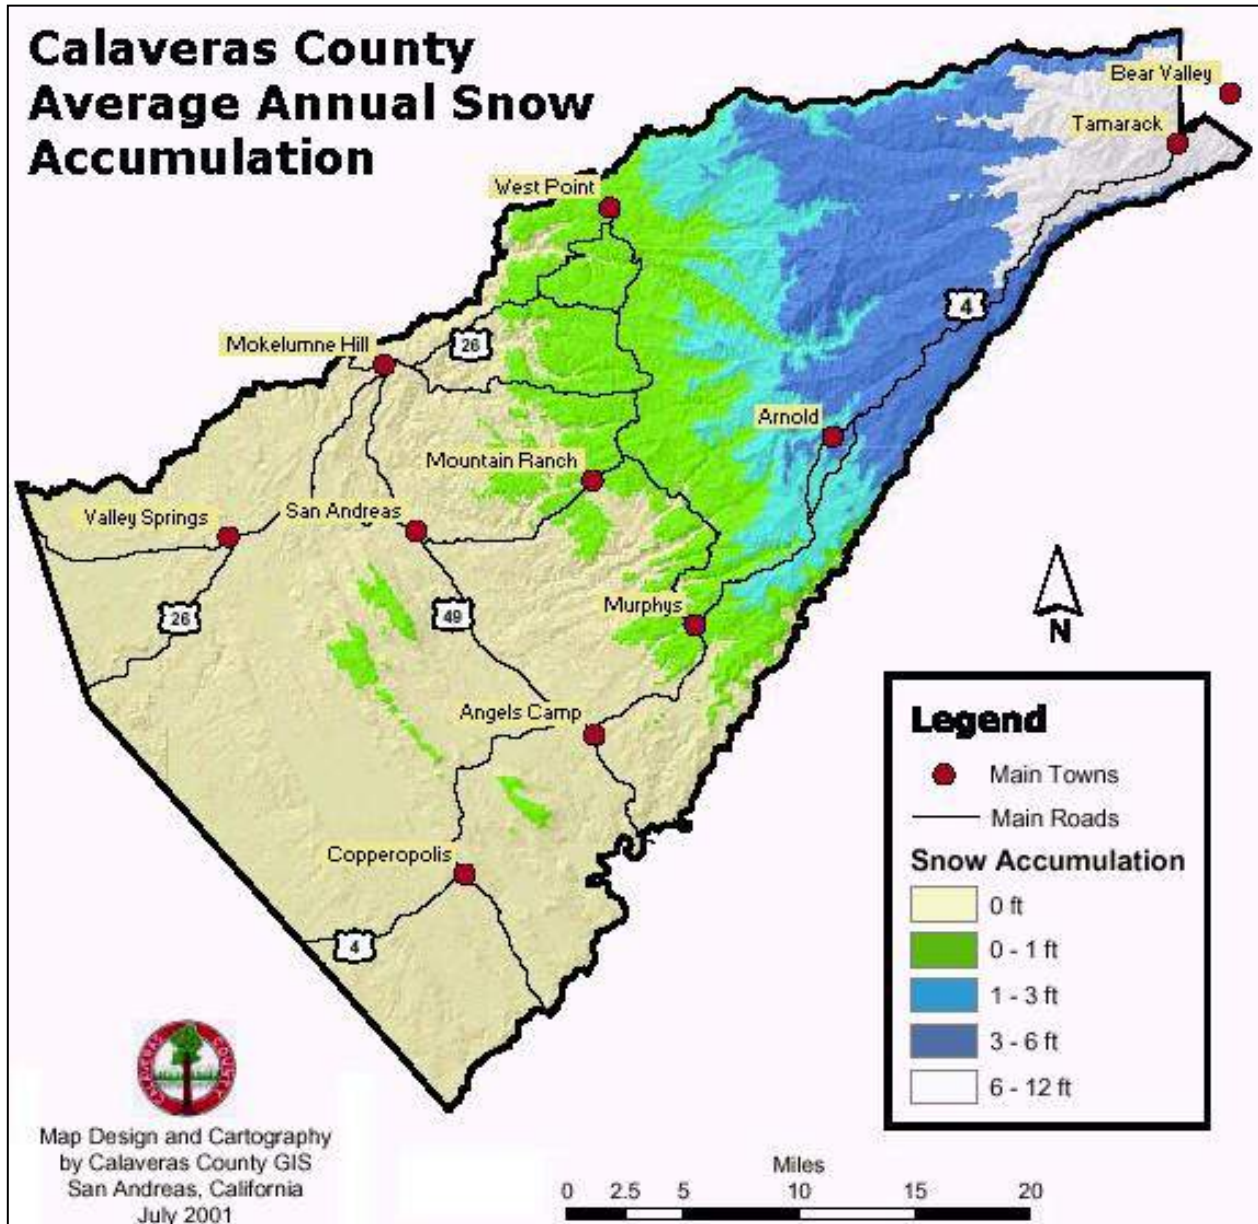 Calaveras County
Average Annual Snow
Accumulation
Bear Valley
Tamarack
West Point
4
Mokelumne Hill
26
Arnold
Mountain Ranch
San Andreas
Valley Springs
Murphys
26
49
Angels Camp
Copperopolis
4
N
Legend
Main Towns
Main Roads
Snow Accumulation
0 ft
0 - 1 ft
1 - 3 ft
3 - 6 ft
6 - 12 ft
CALAVERAS COUNTY
Map Design and Cartography
by Calaveras County GIS
San Andreas, California
July 2001
Miles
0 2.5 5 10 15 20